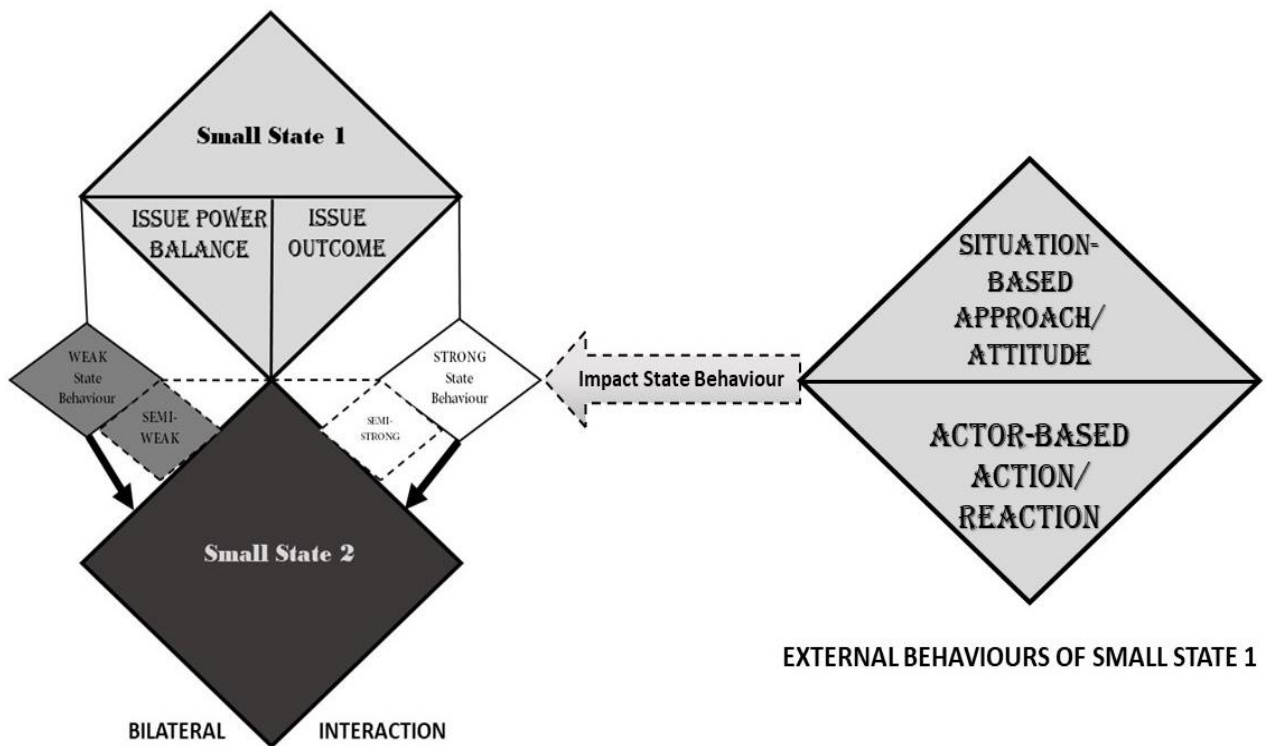 Small State 1
ISSUE POWER
BALANCE
ISSUE
OUTCOME
WEAK
State
Behaviour
SEMI-
WEAK
STRONG
State
Behaviour
SEMI-
STRONG
Small State 2
BILATERAL
INTERACTION
Impact State Behaviour
SITUATION-
BASED
APPROACH/
ATTITUDE
ACTOR-BASED
ACTION/
REACTION
EXTERNAL BEHAVIOURS OF SMALL STATE 1